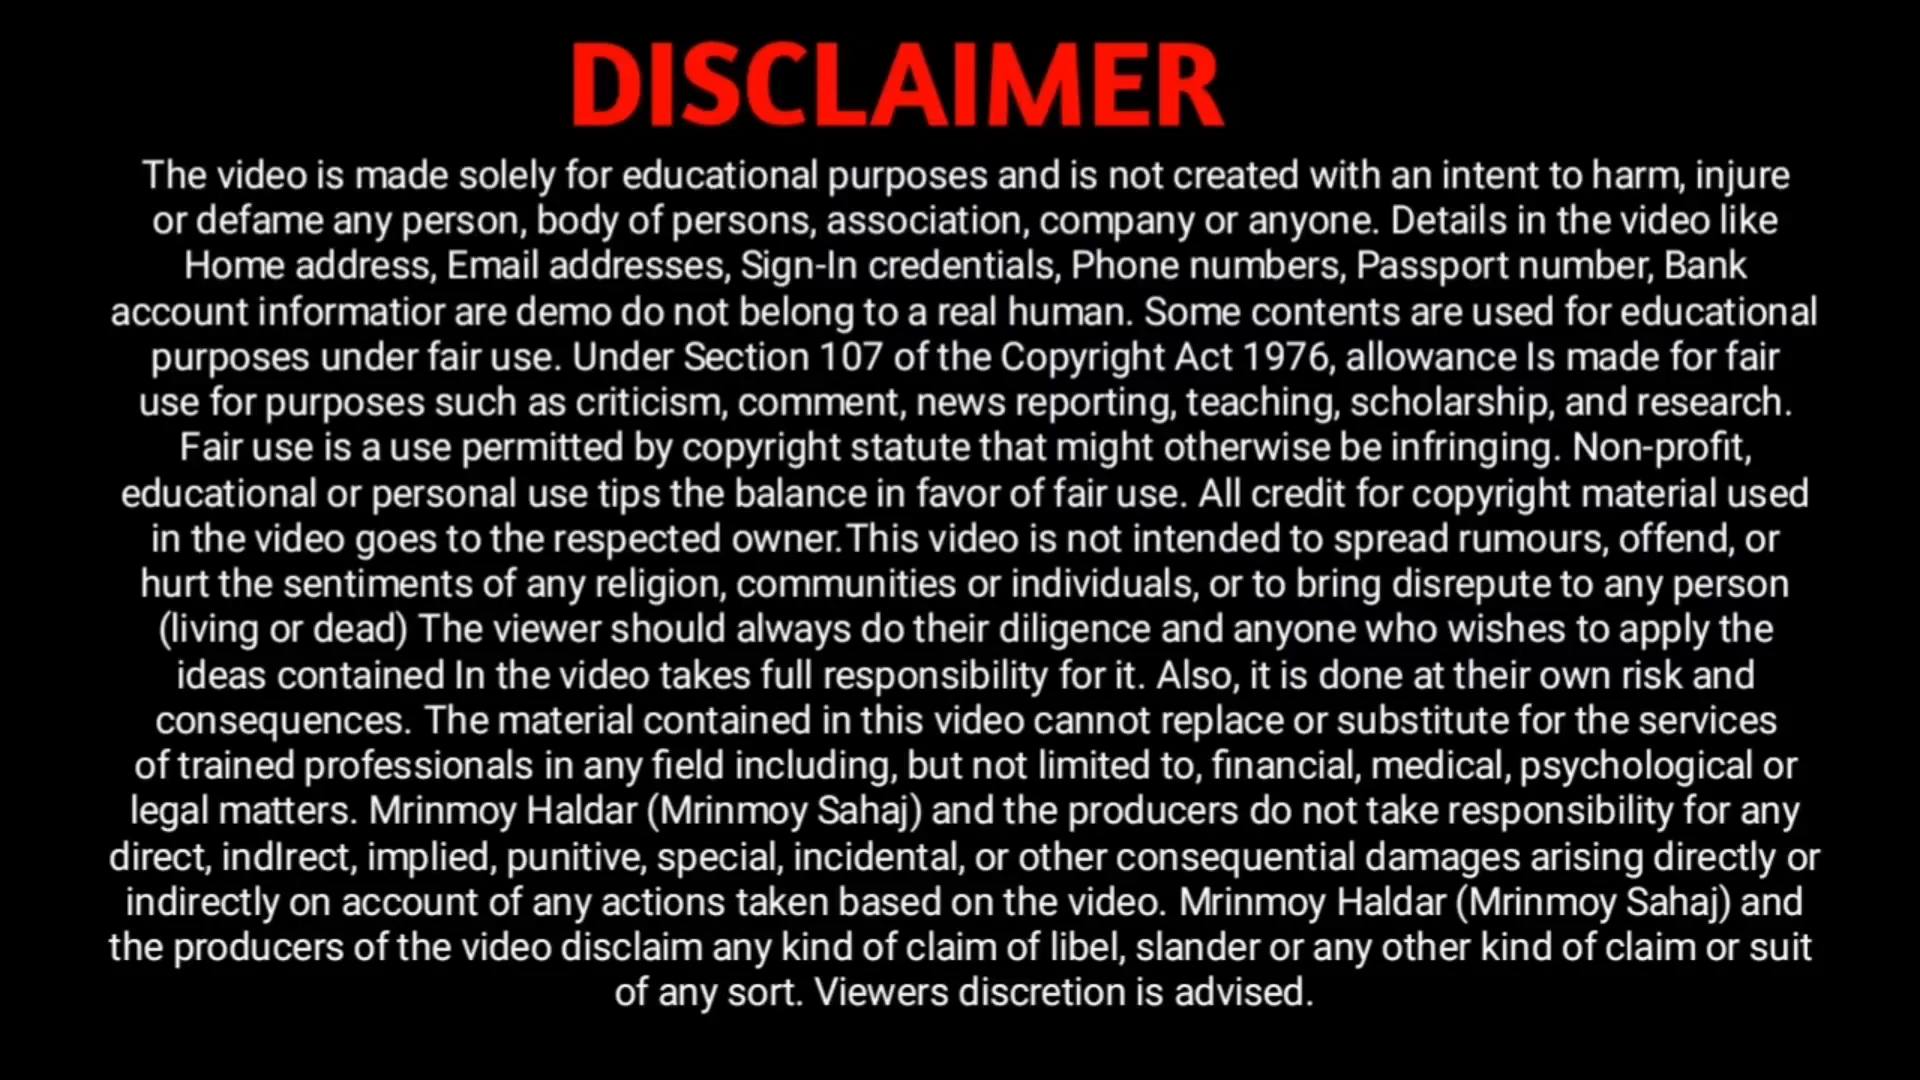 DISCLAIMER
The video is made solely for educational purposes and is not created with an intent to harm, injure
or defame any person, body of persons, association, company or anyone. Details in the video like
Home address, Email addresses, Sign-In credentials, Phone numbers, Passport number, Bank
account informatior are demo do not belong to a real human. Some contents are used for educational
purposes under fair use. Under Section 107 of the Copyright Act 1976, allowance Is made for fair
use for purposes such as criticism, comment, news reporting, teaching, scholarship, and research.
Fair use is a use permitted by copyright statute that might otherwise be infringing. Non-profit,
educational or personal use tips the balance in favor of fair use. All credit for copyright material used
in the video goes to the respected owner.This video is not intended to spread rumours, offend, or
hurt the sentiments of any religion, communities or individuals, or to bring disrepute to any person
(living or dead) The viewer should always do their diligence and anyone who wishes to apply the
ideas contained In the video takes full responsibility for it. Also, it is done at their own risk and
consequences. The material contained in this video cannot replace or substitute for the services
of trained professionals in any field including, but not limited to, financial, medical, psychological or
legal matters. Mrinmoy Haldar (Mrinmoy Sahaj) and the producers do not take responsibility for any
direct, indIrect, implied, punitive, special, incidental, or other consequential damages arising directly or
indirectly on account of any actions taken based on the video. Mrinmoy Haldar (Mrinmoy Sahaj) and
the producers of the video disclaim any kind of claim of libel, slander or any other kind of claim or suit
of any sort. Viewers discretion is advised.